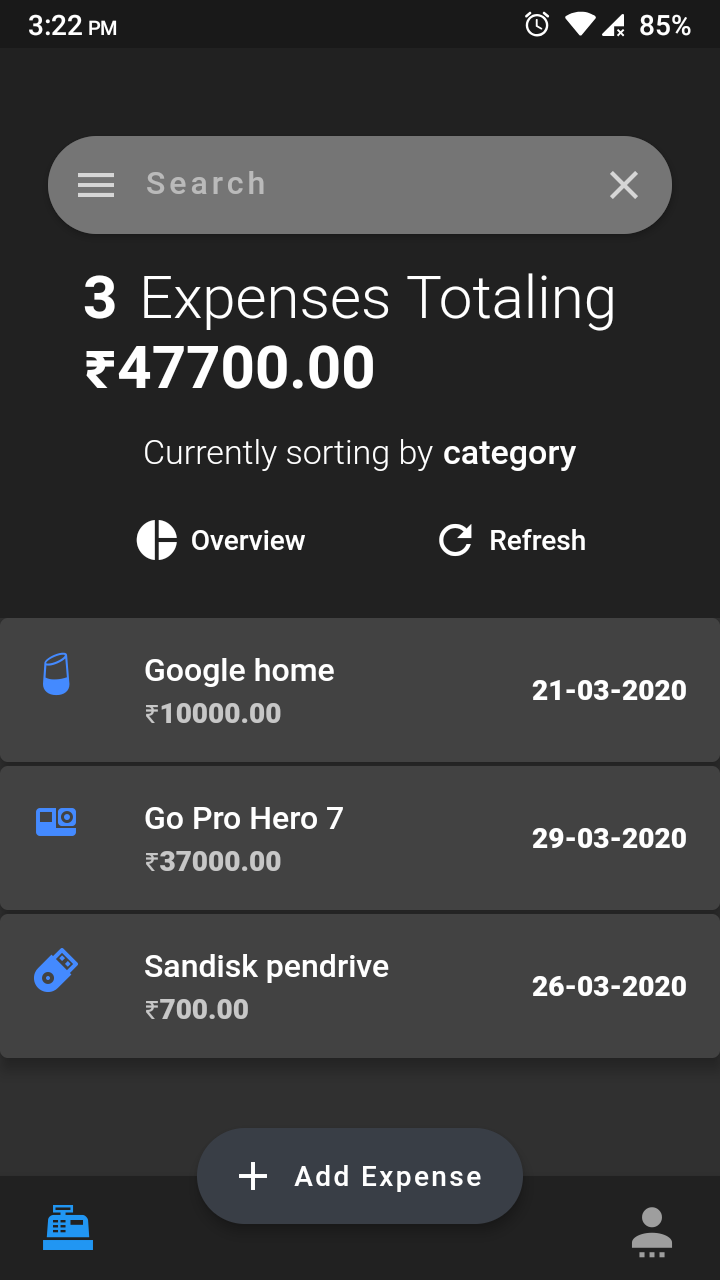 3:22 PM 85%
Search
3 Expenses Totaling
₹47700.00
Currently sorting by category
Overview Refresh
Google home
21-03-2020
₹10000.00
Go Pro Hero 7
29-03-2020
₹37000.00
Sandisk pendrive
26-03-2020
₹700.00
Add Expense